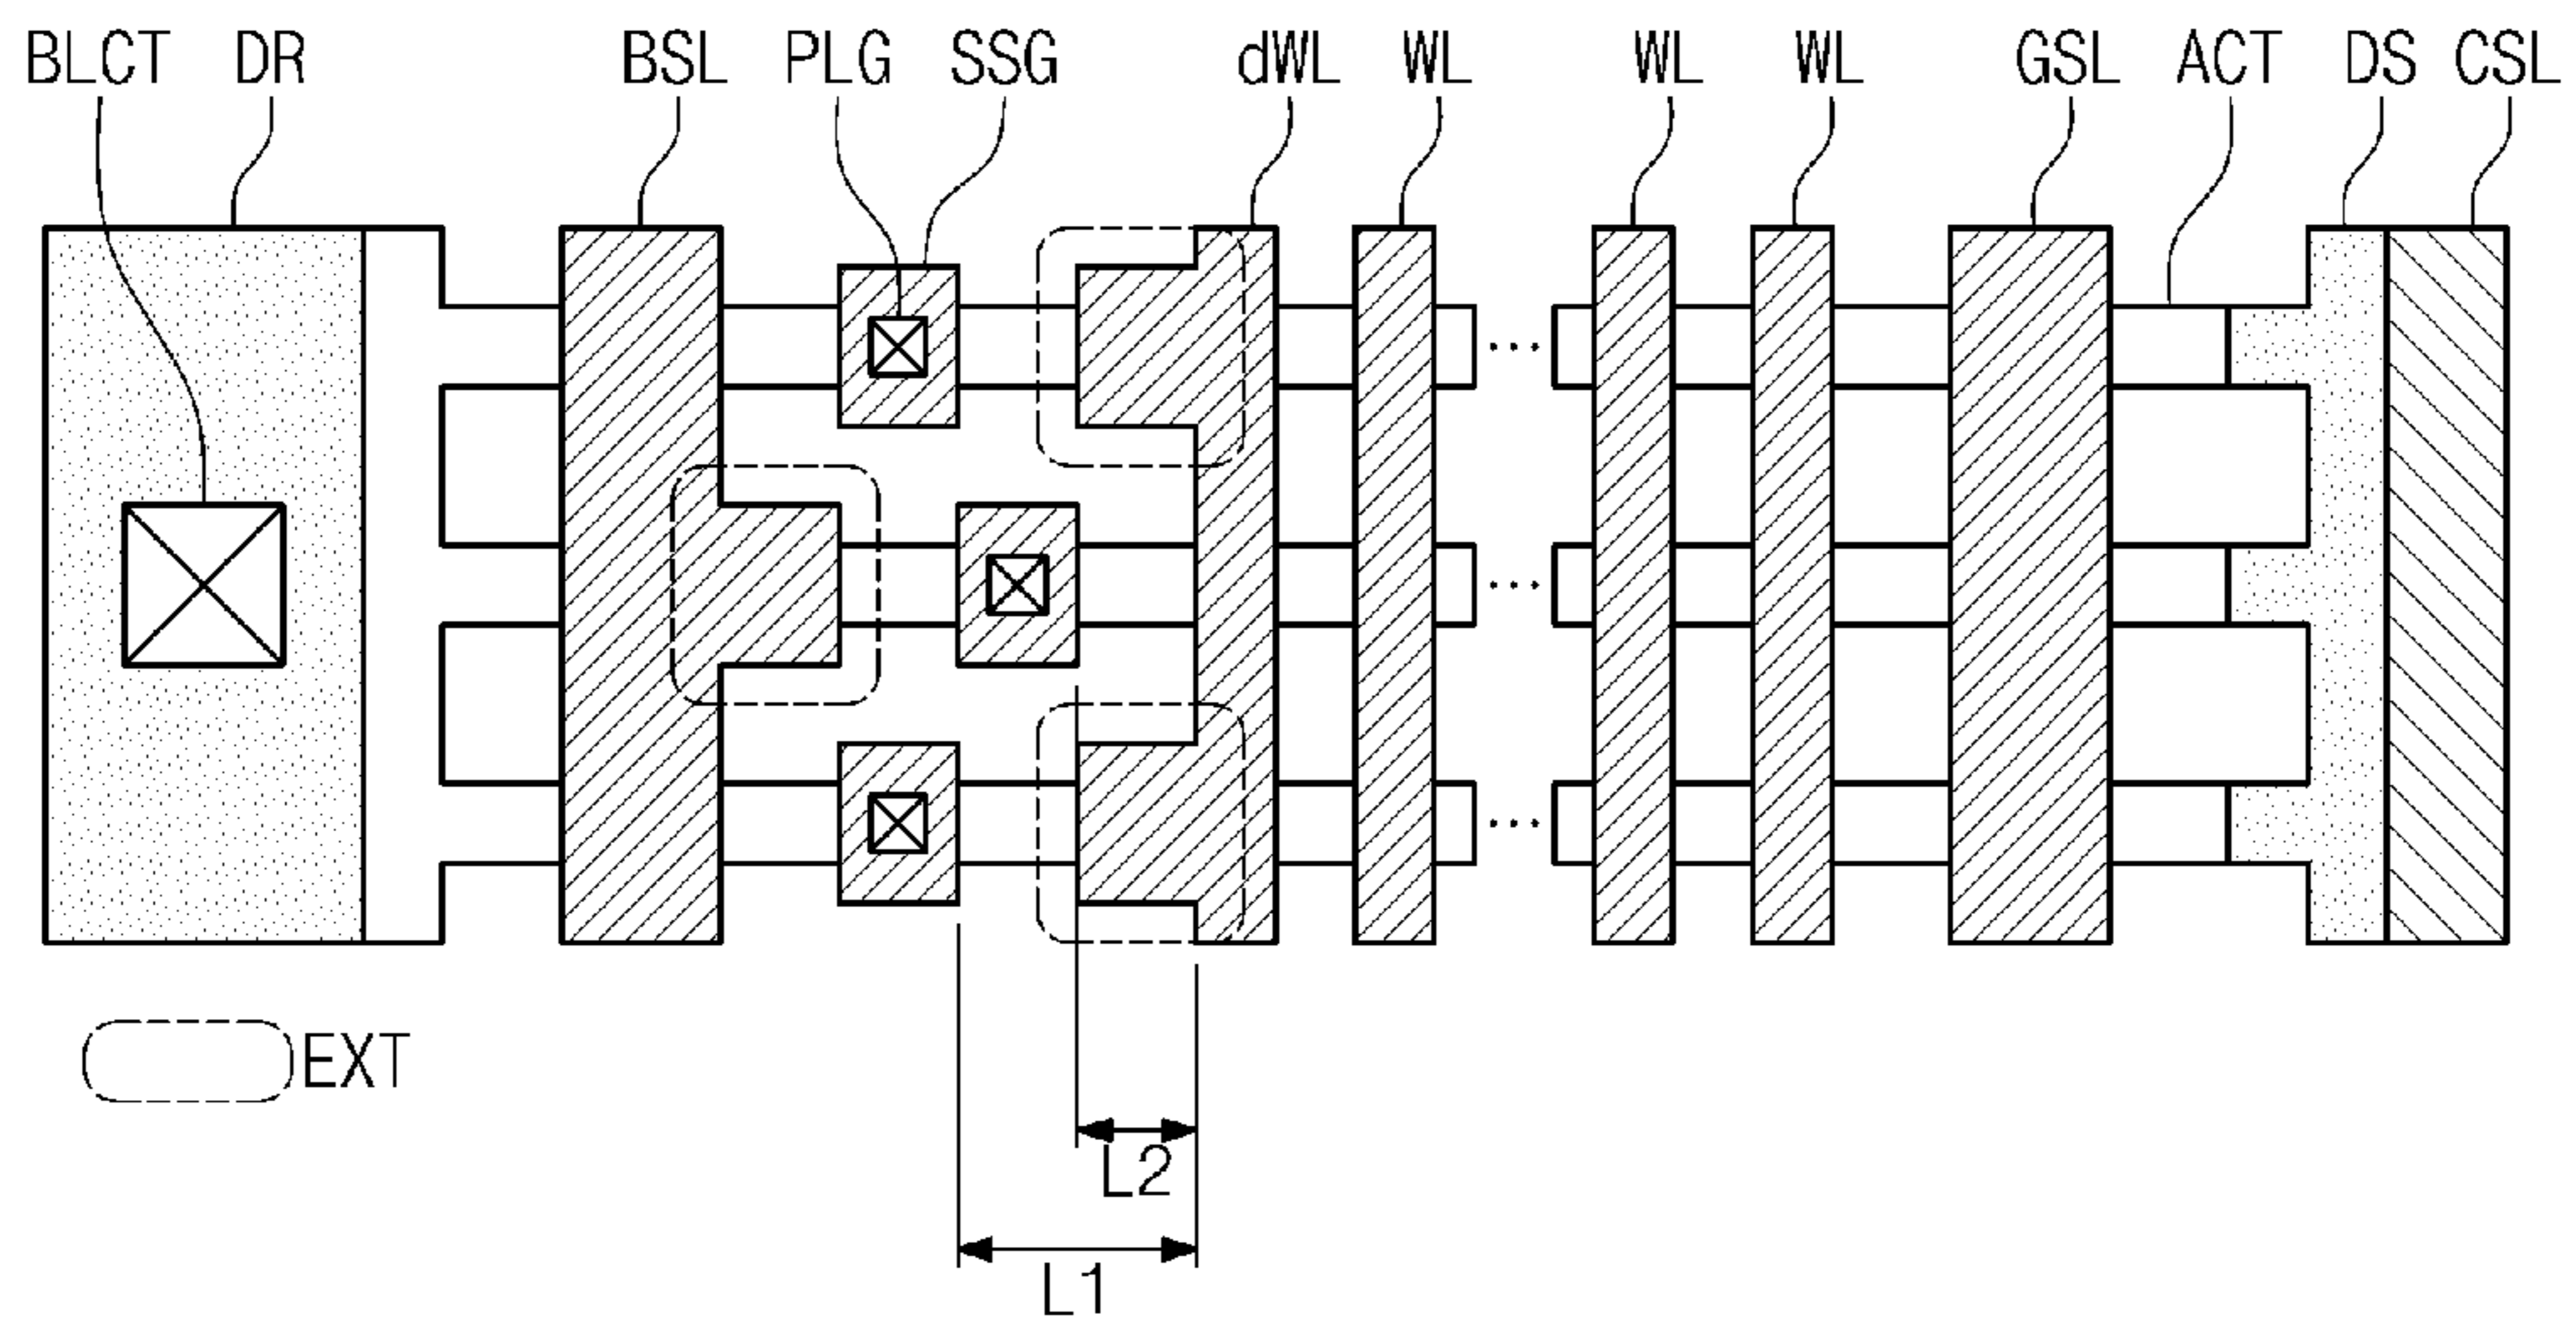 BLCT DR BSL PLG SSG dWL WL WL WL GSL ACT DS CSL
... 
...
...
EXT
L2
L1